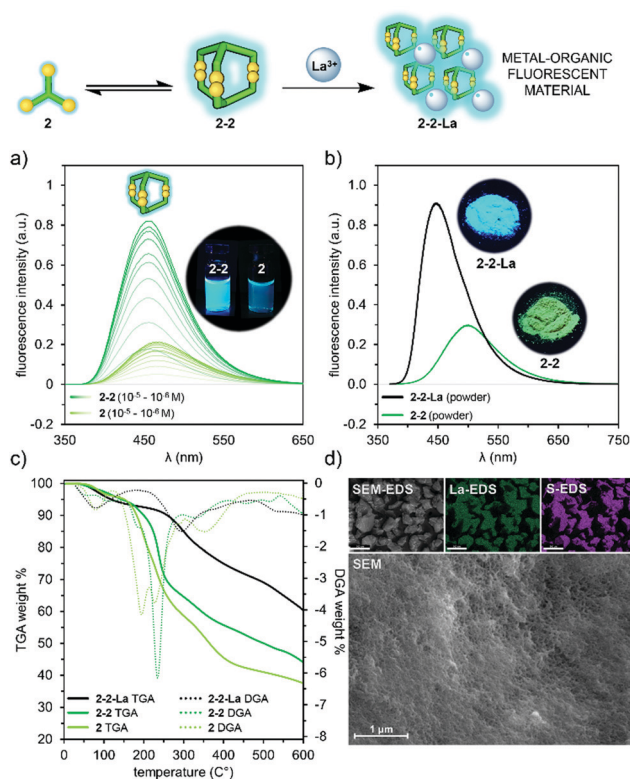 La³⁺
METAL-ORGANIC
FLUORESCENT
MATERIAL
2
2-2
2-2-La
a)
b)
fluorescence intensity (a.u.)
1
0.8
0.6
0.4
0.2
0
-0.2
2-2
2
2-2 (10⁻⁵ - 10⁻⁶ M)
2 (10⁻⁵ - 10⁻⁶ M)
350
450
550
650
λ (nm)
fluorescence intensity (a.u.)
1
0.8
0.6
0.4
0.2
0
-0.2
2-2-La
2-2
2-2-La (powder)
2-2 (powder)
350
450
550
650
750
λ (nm)
c)
d)
TGA weight %
100
90
80
70
60
50
40
30
20
DGA weight %
0
-1
-2
-3
-4
-5
-6
-7
-8
2-2-La TGA
2-2-La DGA
2-2 TGA
2-2 DGA
2 TGA
2 DGA
0
100
200
300
400
500
600
temperature (C°)
SEM-EDS
La-EDS
S-EDS
SEM
1 µm